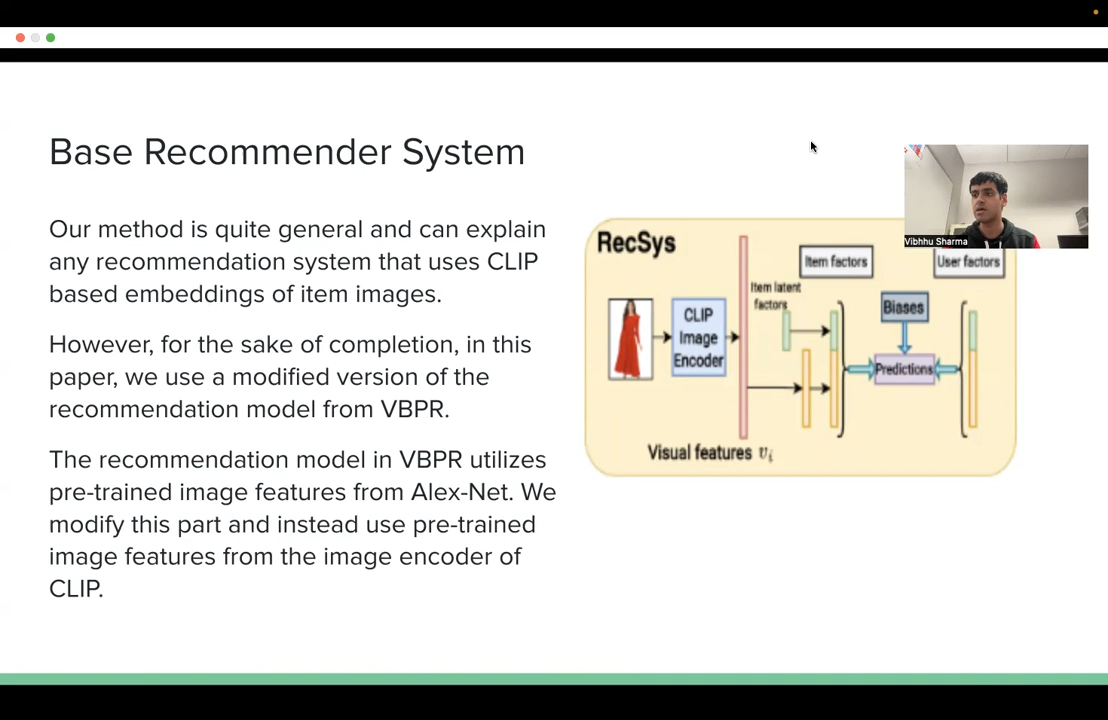 Base Recommender System
Our method is quite general and can explain
any recommendation system that uses CLIP
based embeddings of item images.
However, for the sake of completion, in this
paper, we use a modified version of the
recommendation model from VBPR.
The recommendation model in VBPR utilizes
pre-trained image features from Alex-Net. We
modify this part and instead use pre-trained
image features from the image encoder of
CLIP.
RecSys
CLIP
Image
Encoder
Item latent
factors
Item factors
User factors
Biases
Predictions
Visual features vᵢ
Vibhhu Sharma